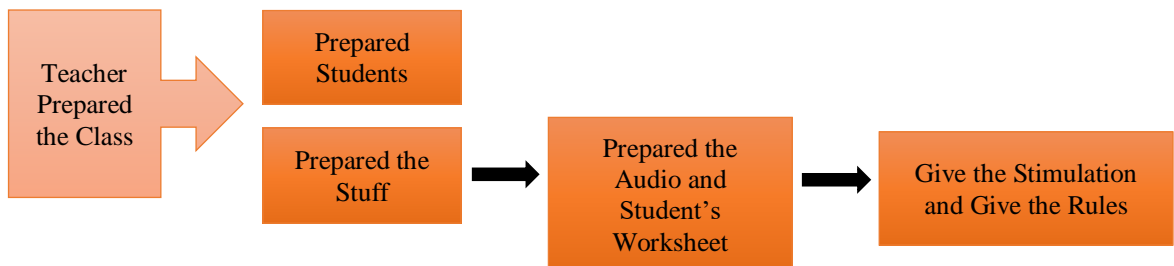 Teacher
Prepared
the Class
Prepared
Students
Prepared the
Stuff
Prepared the
Audio and
Student’s
Worksheet
Give the Stimulation
and Give the Rules